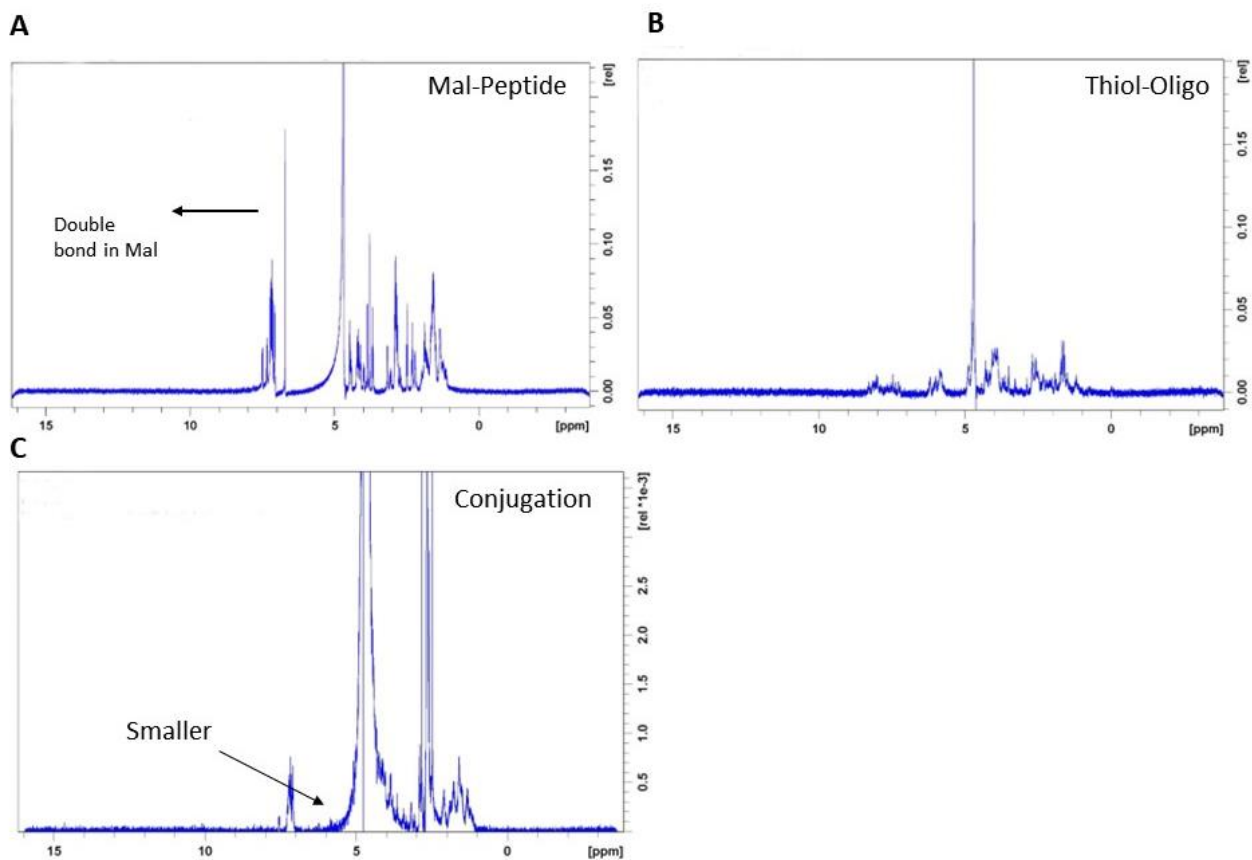 A
Mal-Peptide
[rel]
Double
bond in Mal
0.15
0.10
0.05
0.00
15
10
5
0
[ppm]
B
Thiol-Oligo
[rel]
0.15
0.10
0.05
0.00
15
10
5
0
[ppm]
C
Conjugation
[rel *1e-3]
Smaller
2.5
2.0
1.5
1.0
0.5
15
10
5
0
[ppm]